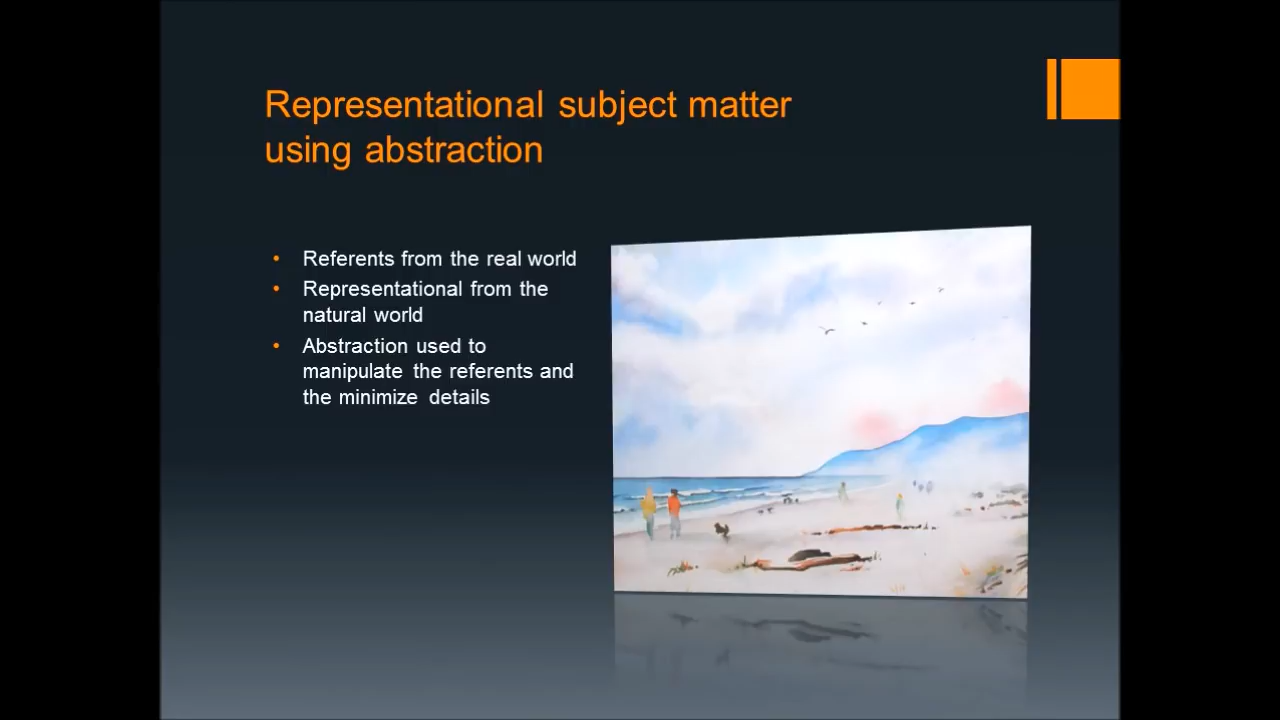 Representational subject matter
using abstraction
• Referents from the real world
• Representational from the
natural world
• Abstraction used to
manipulate the referents and
the minimize details